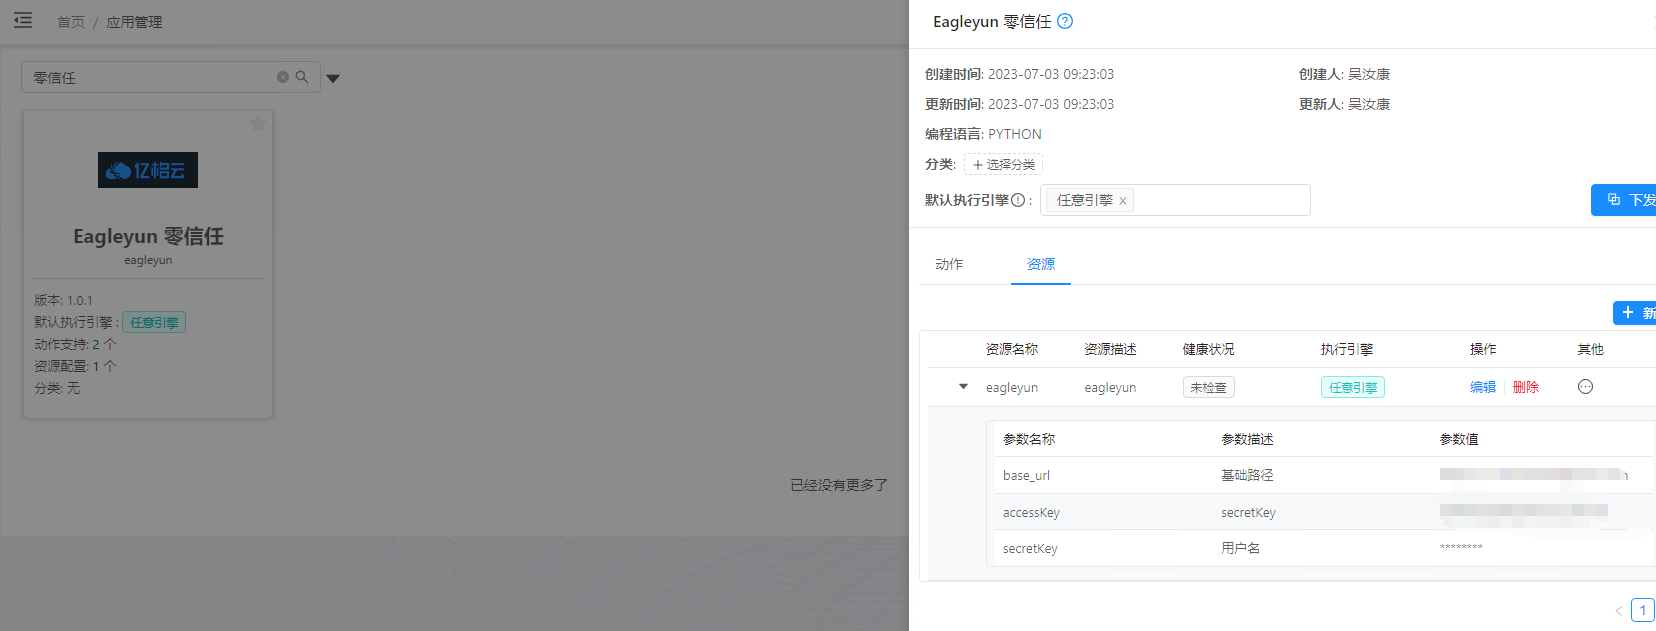 首页 / 应用管理
零信任
亿格云
Eagleyun 零信任
eagleyun
版本: 1.0.1
默认执行引擎 : 任意引擎
动作支持: 2 个
资源配置: 1 个
分类: 无
已经没有更多了
Eagleyun 零信任
创建时间: 2023-07-03 09:23:03 创建人: 吴汝康
更新时间: 2023-07-03 09:23:03 更新人: 吴汝康
编程语言: PYTHON
分类: + 选择分类
默认执行引擎 : 任意引擎 ×
下发
动作 资源
+ 新
资源名称 资源描述 健康状况 执行引擎 操作 其他
eagleyun eagleyun 未检查 任意引擎 编辑 删除
参数名称 参数描述 参数值
base_url 基础路径
accessKey secretKey
secretKey 用户名 ********
< 1